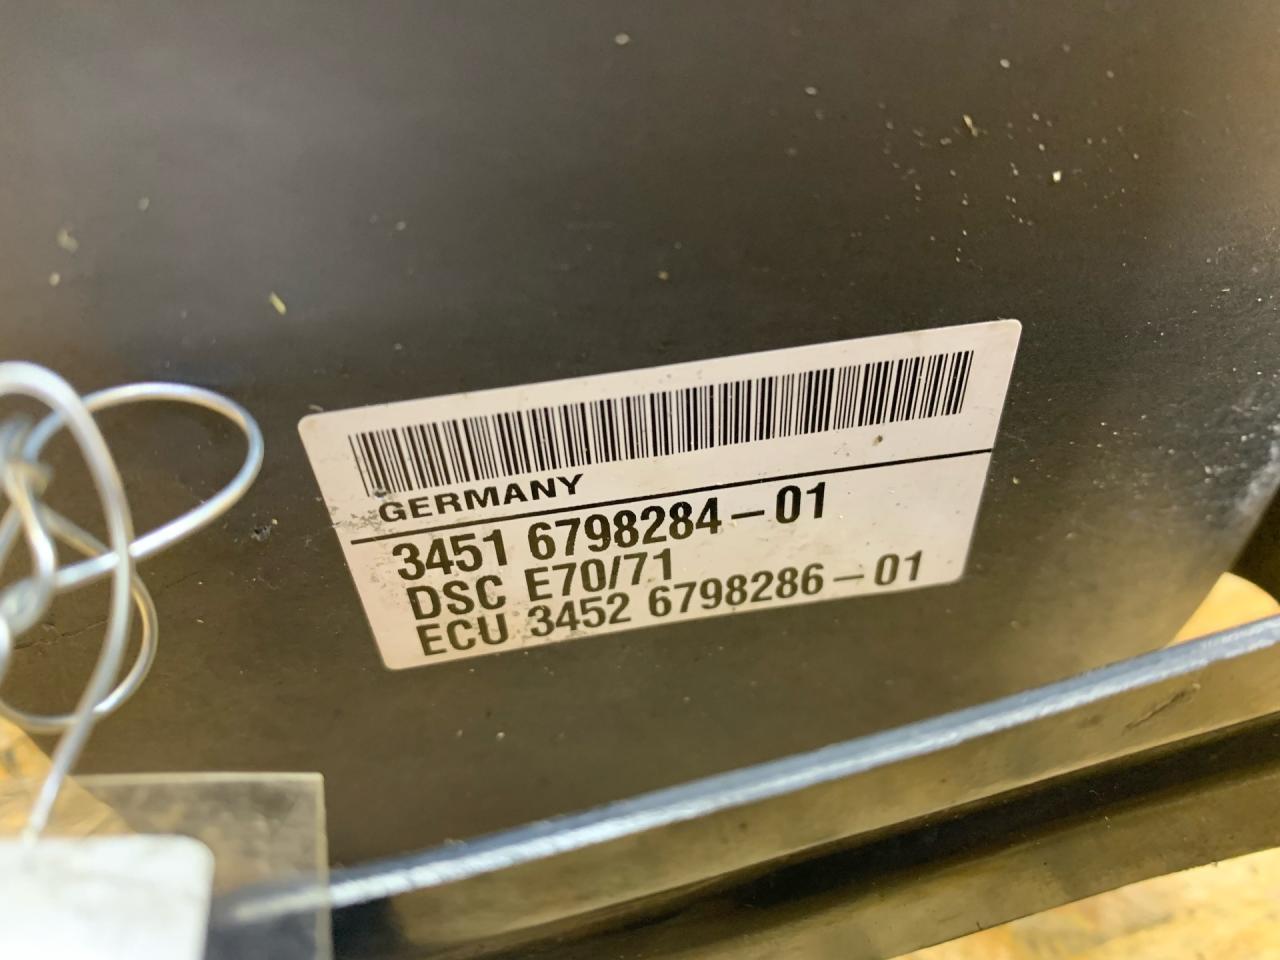 GERMANY
3451 6798284-01
DSC E70/71
ECU 3452 6798286-01